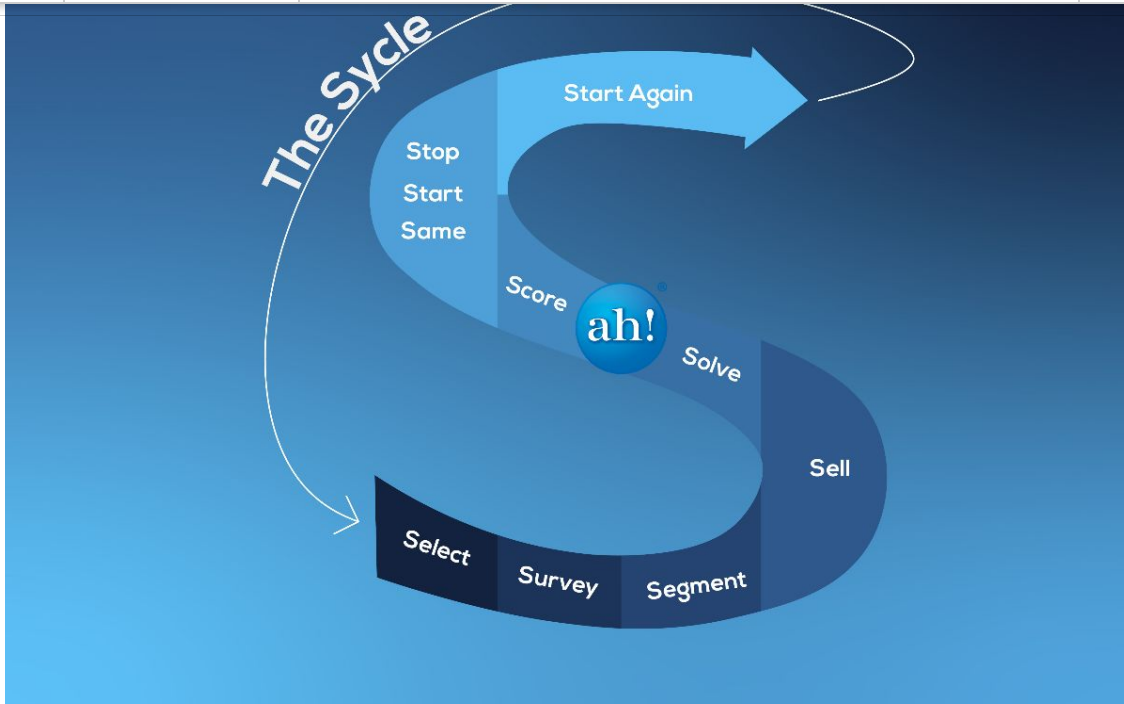 The Sycle
Start Again
Stop
Start
Same
Score
ah!
®
Solve
Sell
Select
Survey
Segment